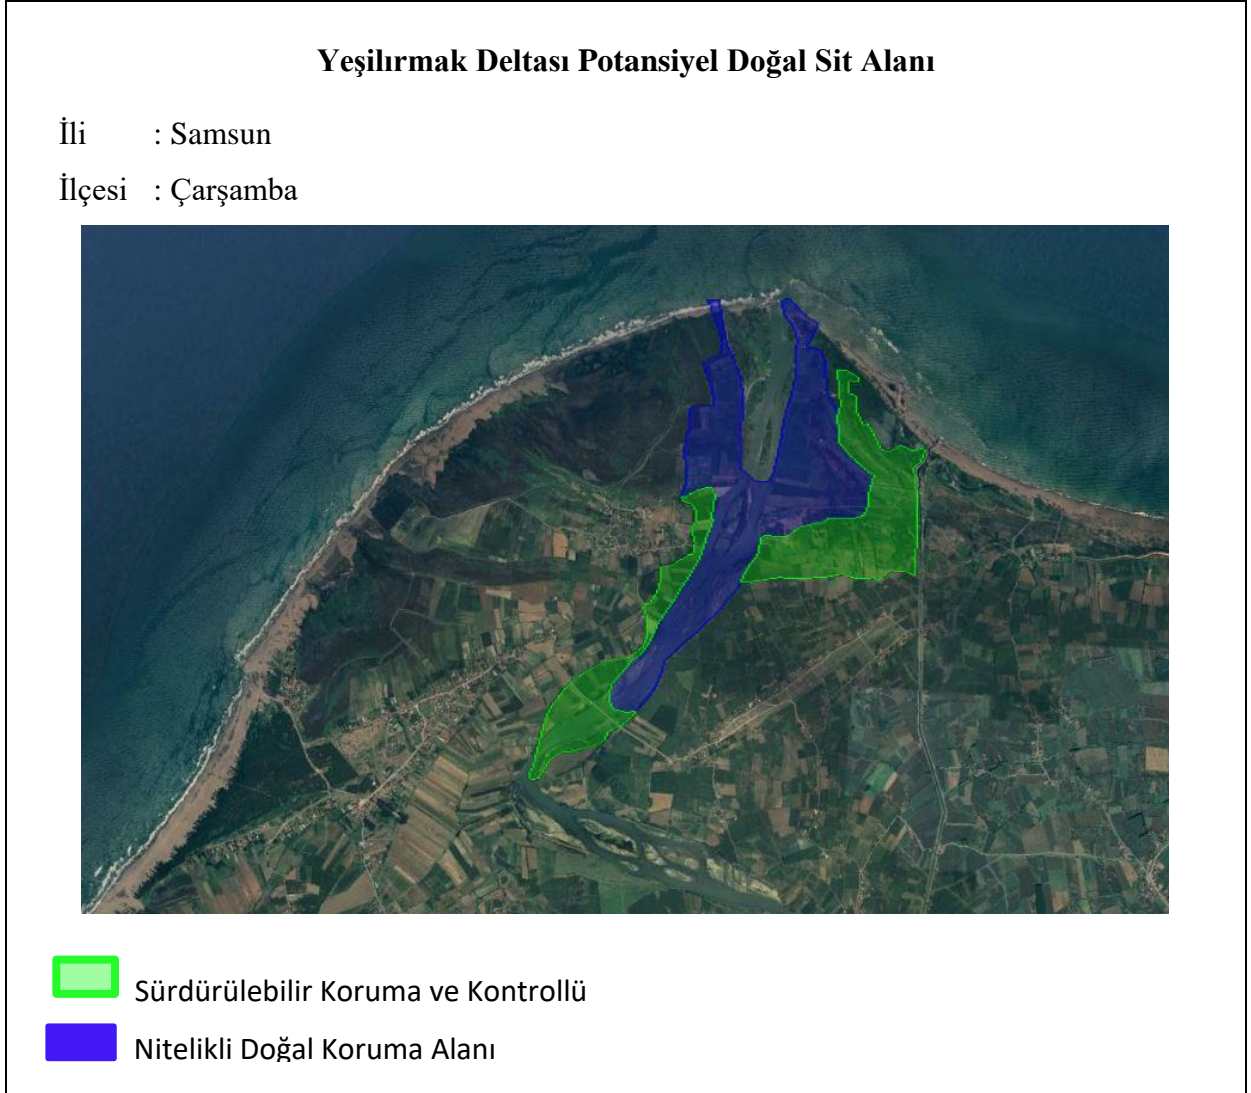 Yeşilırmak Deltası Potansiyel Doğal Sit Alanı
İli : Samsun
İlçesi : Çarşamba
Sürdürülebilir Koruma ve Kontrollü
Nitelikli Doğal Koruma Alanı